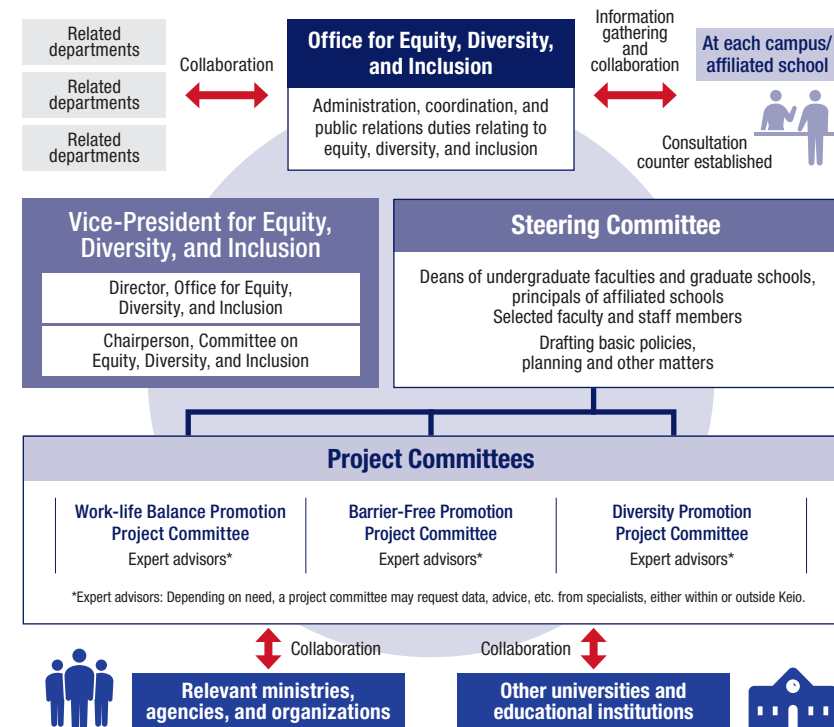 Related
departments
Related
departments
Related
departments
Collaboration
Office for Equity, Diversity,
and Inclusion
Administration, coordination, and
public relations duties relating to
equity, diversity, and inclusion
Information
gathering
and
collaboration
At each campus/
affiliated school
Consultation
counter established
Vice-President for Equity,
Diversity, and Inclusion
Director, Office for Equity,
Diversity, and Inclusion
Chairperson, Committee on
Equity, Diversity, and Inclusion
Steering Committee
Deans of undergraduate faculties and graduate schools,
principals of affiliated schools
Selected faculty and staff members
Drafting basic policies,
planning and other matters
Project Committees
Work-life Balance Promotion
Project Committee
Expert advisors*
Barrier-Free Promotion
Project Committee
Expert advisors*
Diversity Promotion
Project Committee
Expert advisors*
*Expert advisors: Depending on need, a project committee may request data, advice, etc. from specialists, either within or outside Keio.
Collaboration
Collaboration
Relevant ministries,
agencies, and organizations
Other universities and
educational institutions